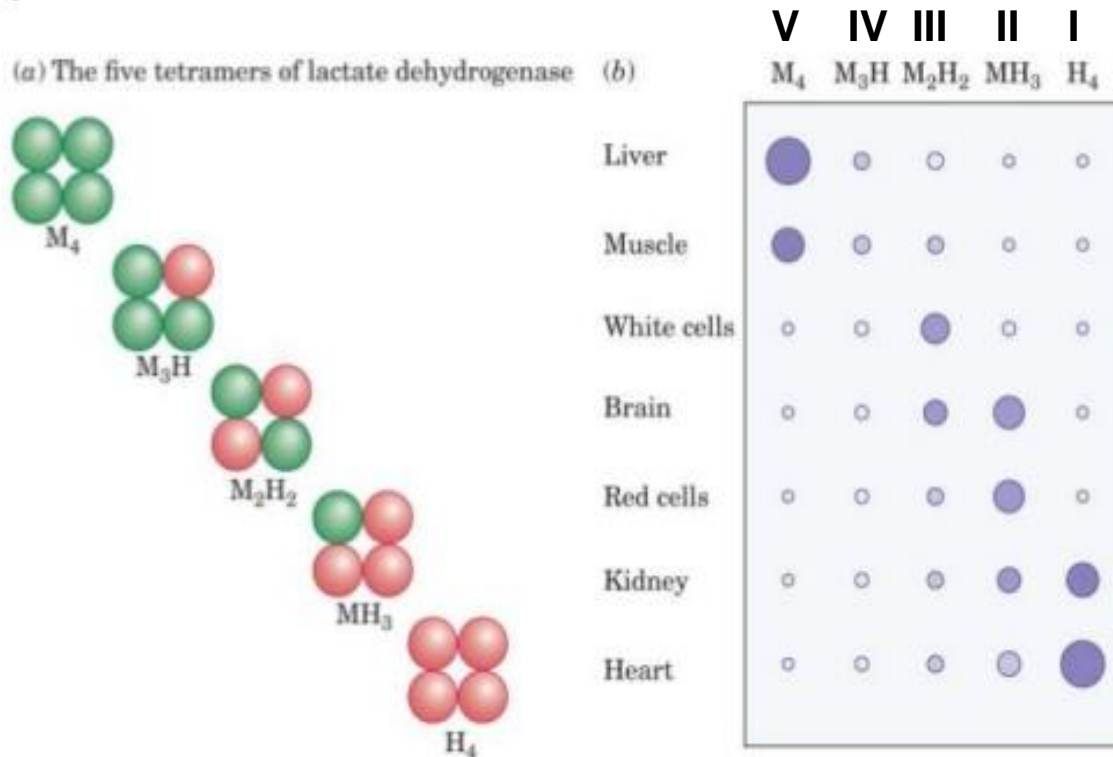 V IV III II I
(a) The five tetramers of lactate dehydrogenase (b) M₄ M₃H M₂H₂ MH₃ H₄
M₄
M₃H
M₂H₂
MH₃
H₄
Liver
Muscle
White cells
Brain
Red cells
Kidney
Heart